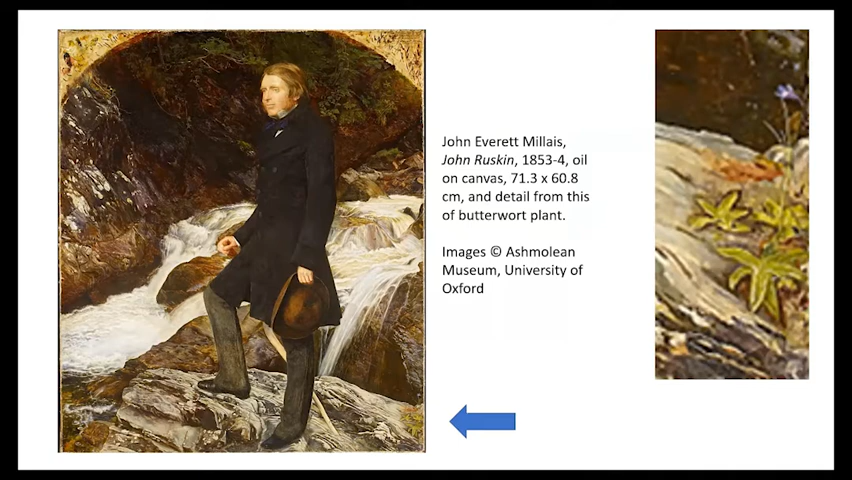 John Everett Millais,
John Ruskin, 1853-4, oil
on canvas, 71.3 x 60.8
cm, and detail from this
of butterwort plant.
Images © Ashmolean
Museum, University of
Oxford